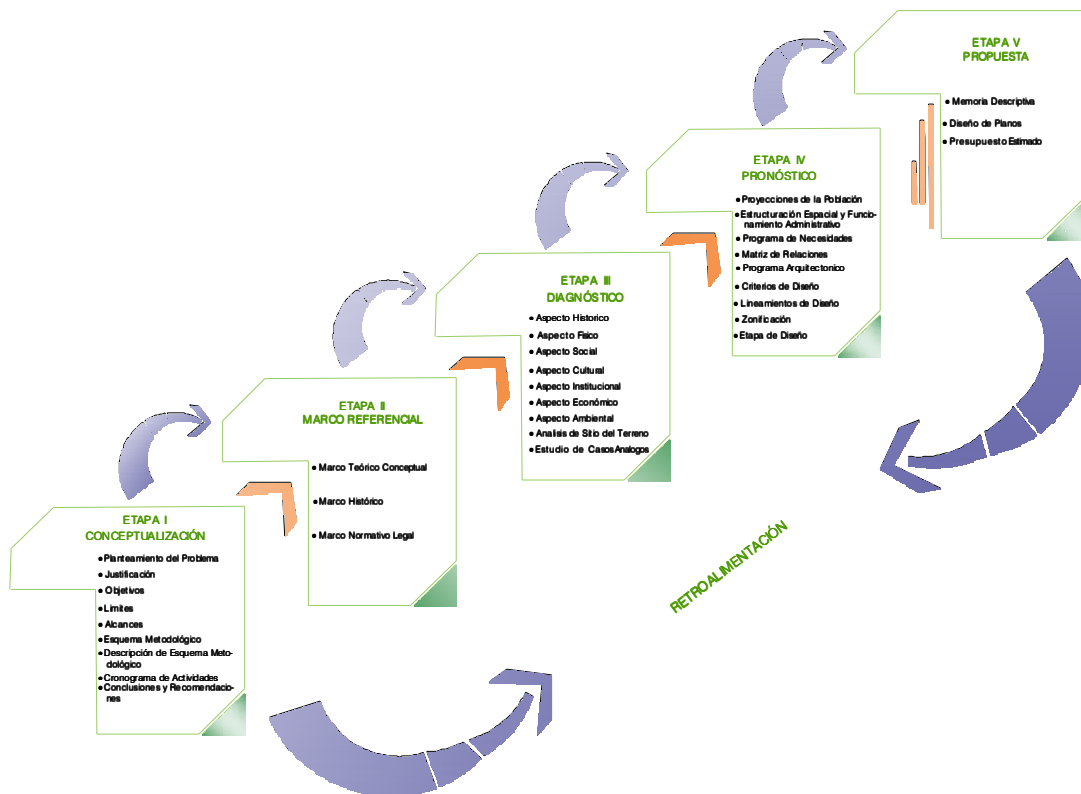 ETAPA I
CONCEPTUALIZACIÓN
● Planteamiento del Problema
● Justificación
● Objetivos
● Limites
● Alcances
● Esquema Metodológico
● Descripción de Esquema Meto-
dológico
● Cronograma de Actividades
● Conclusiones y Recomendacio-
nes
ETAPA II
MARCO REFERENCIAL
● Marco Teórico Conceptual
● Marco Histórico
● Marco Normativo Legal
ETAPA III
DIAGNÓSTICO
● Aspecto Historico
● Aspecto Fisico
● Aspecto Social
● Aspecto Cultural
● Aspecto Institucional
● Aspecto Económico
● Aspecto Ambiental
● Analisis de Sitio del Terreno
● Estudio de Casos Analogos
ETAPA IV
PRONÓSTICO
● Proyecciones de la Población
● Estructuración Espacial y Funcio-
namiento Administrativo
● Programa de Necesidades
● Matriz de Relaciones
● Programa Arquitectonico
● Criterios de Diseño
● Lineamientos de Diseño
● Zonificación
● Etapa de Diseño
ETAPA V
PROPUESTA
● Memoria Descriptiva
● Diseño de Planos
● Presupuesto Estimado
RETROALIMENTACIÓN